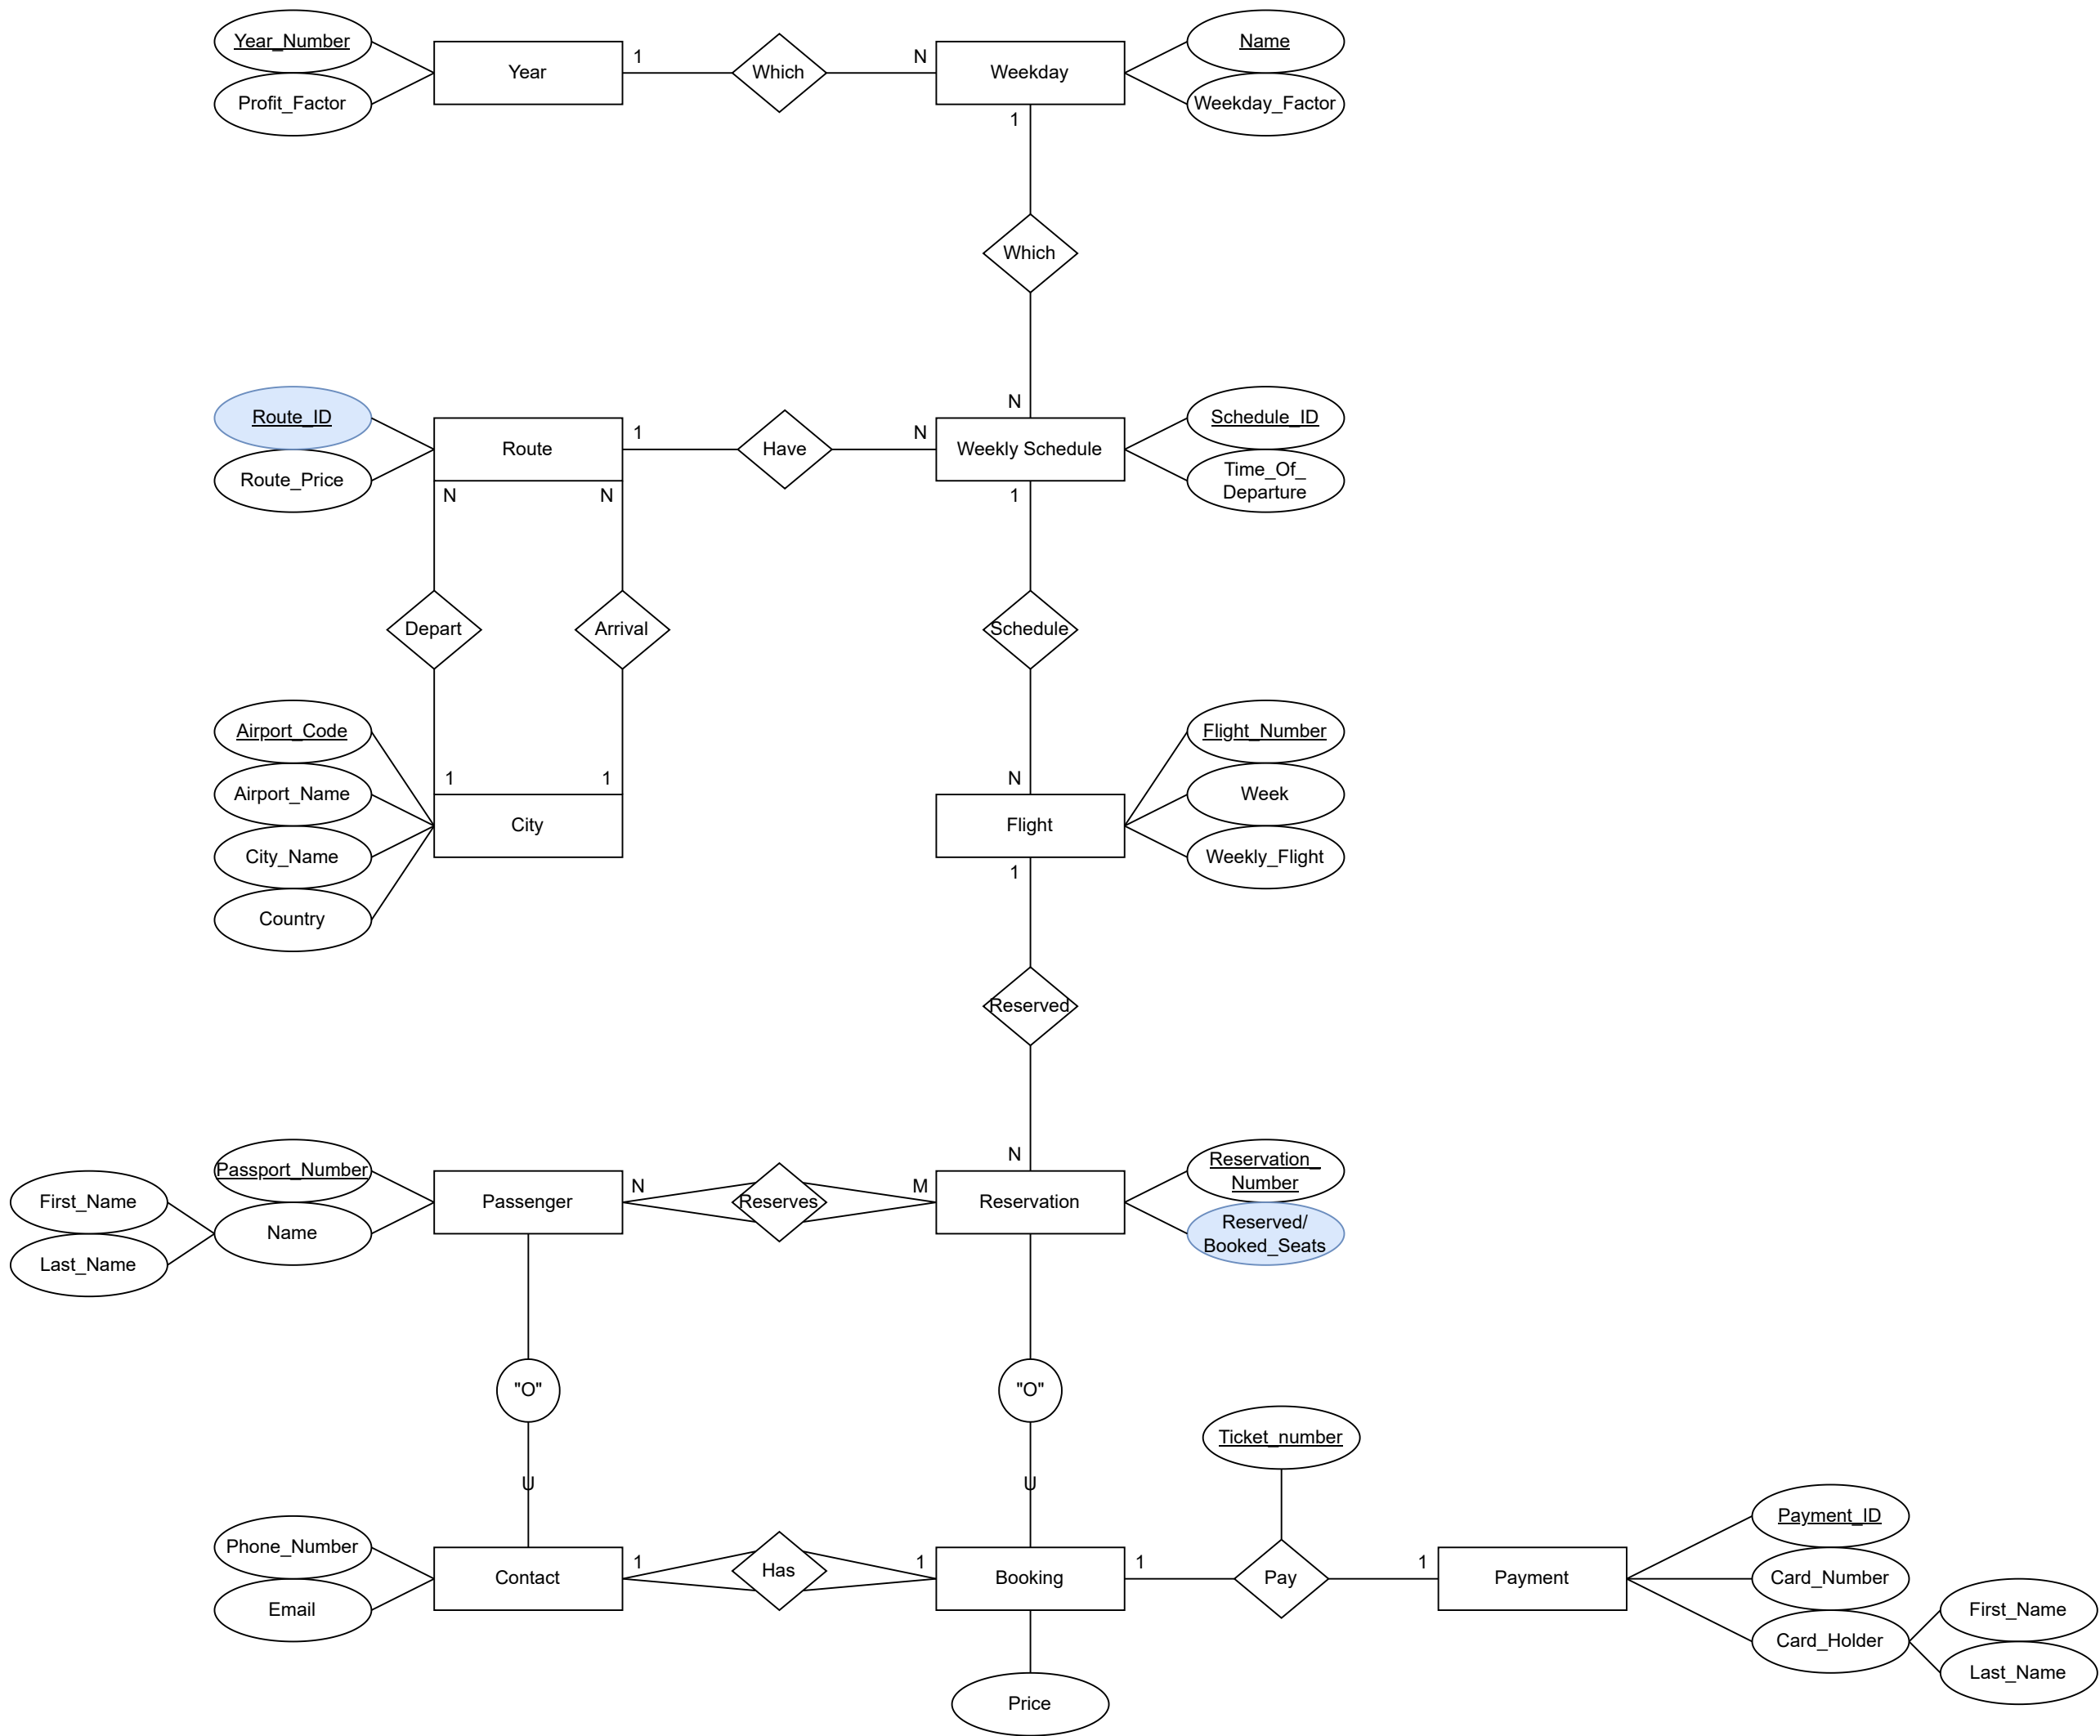 Year_Number
Name
Year
1
Which
N
Weekday
Profit_Factor
Weekday_Factor
1
Which
N
Route_ID
Schedule_ID
Route
1
Have
N
Weekly Schedule
Route_Price
Time_Of_
Departure
N
N
1
Depart
Arrival
Schedule
Airport_Code
Flight_Number
1
1
N
Airport_Name
Week
City
Flight
City_Name
Weekly_Flight
1
Country
Reserved
N
Passport_Number
Reservation_
Number
First_Name
Passenger
N
Reserves
M
Reservation
Name
Reserved/
Booked_Seats
Last_Name
"O"
"O"
Ticket_number
U
U
Payment_ID
Phone_Number
1
1
1
1
Contact
Has
Booking
Pay
Payment
Card_Number
Email
First_Name
Card_Holder
Last_Name
Price